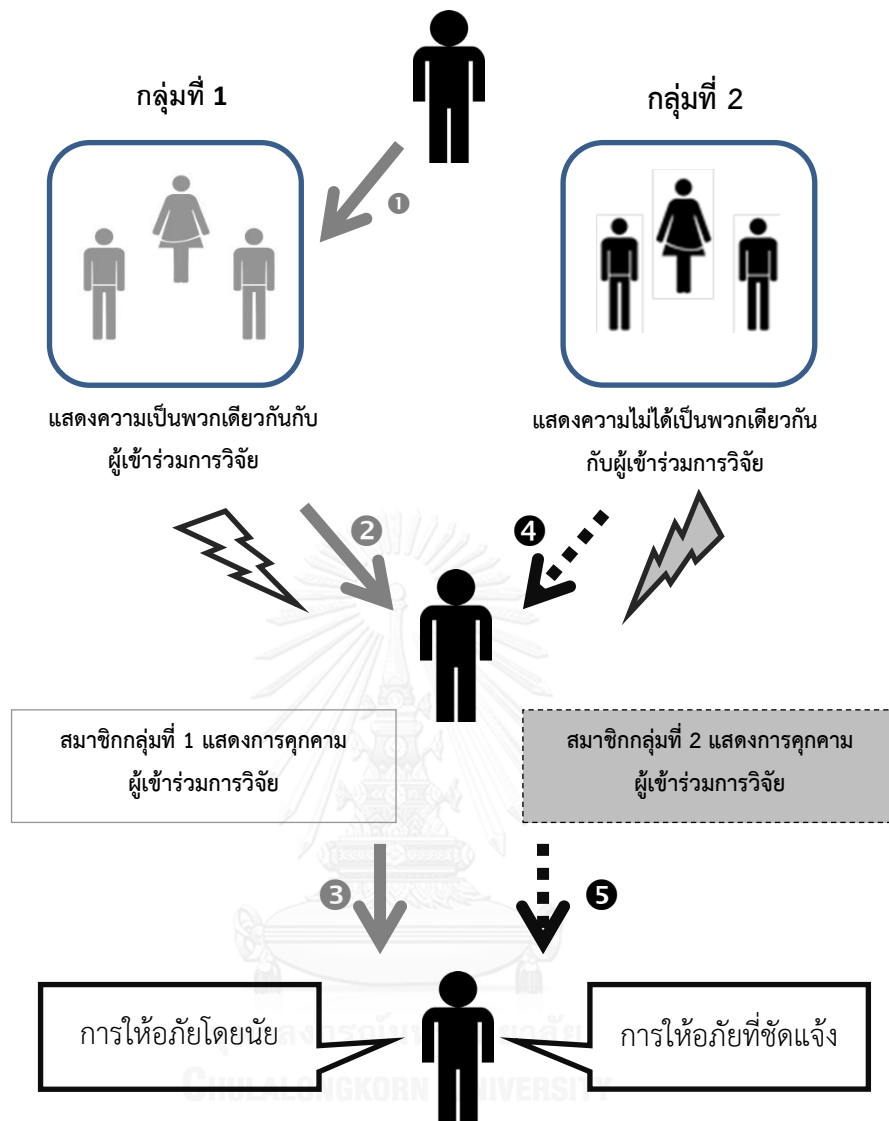 กลุ่มที่ 1
กลุ่มที่ 2
❶
แสดงความเป็นพวกเดียวกันกับ
ผู้เข้าร่วมการวิจัย
แสดงความไม่ได้เป็นพวกเดียวกัน
กับผู้เข้าร่วมการวิจัย
❷
❹
สมาชิกกลุ่มที่ 1 แสดงการคุกคาม
ผู้เข้าร่วมการวิจัย
สมาชิกกลุ่มที่ 2 แสดงการคุกคาม
ผู้เข้าร่วมการวิจัย
❸
❺
การให้อภัยโดยนัย
การให้อภัยที่ชัดแจ้ง
CHULALONGKORN UNIVERSITY